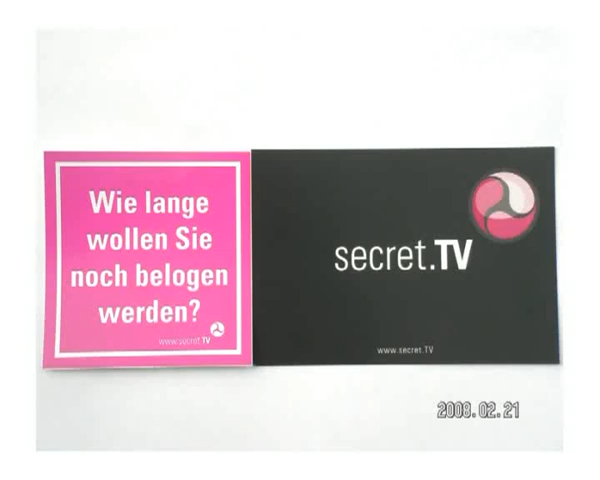 Wie lange
wollen Sie
noch belogen
werden?
www.secret.TV
secret.TV
www.secret.TV
2008.02.21